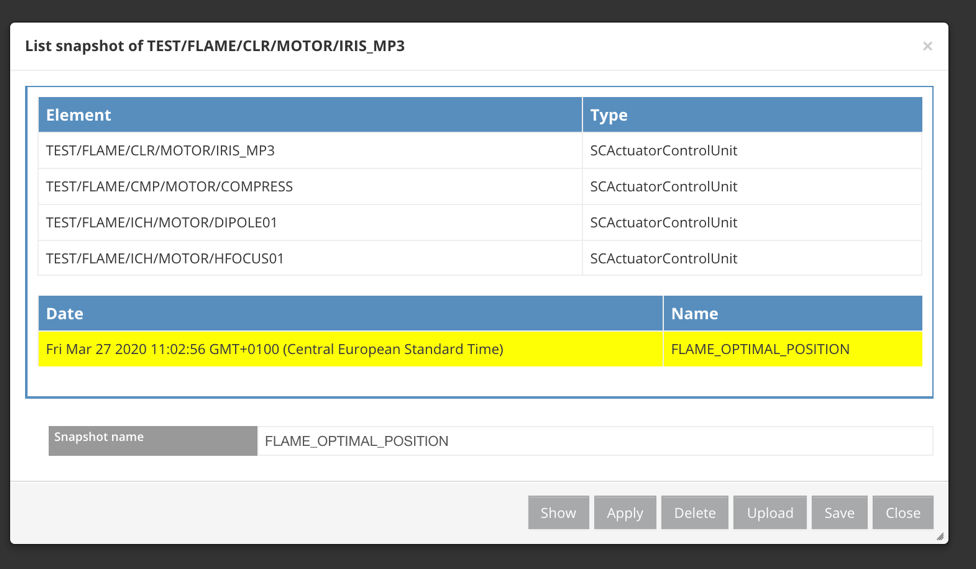 List snapshot of TEST/FLAME/CLR/MOTOR/IRIS_MP3 ×
Element Type
TEST/FLAME/CLR/MOTOR/IRIS_MP3 SCActuatorControlUnit
TEST/FLAME/CMP/MOTOR/COMPRESS SCActuatorControlUnit
TEST/FLAME/ICH/MOTOR/DIPOLE01 SCActuatorControlUnit
TEST/FLAME/ICH/MOTOR/HFOCUS01 SCActuatorControlUnit
Date Name
Fri Mar 27 2020 11:02:56 GMT+0100 (Central European Standard Time) FLAME_OPTIMAL_POSITION
Snapshot name FLAME_OPTIMAL_POSITION
Show Apply Delete Upload Save Close